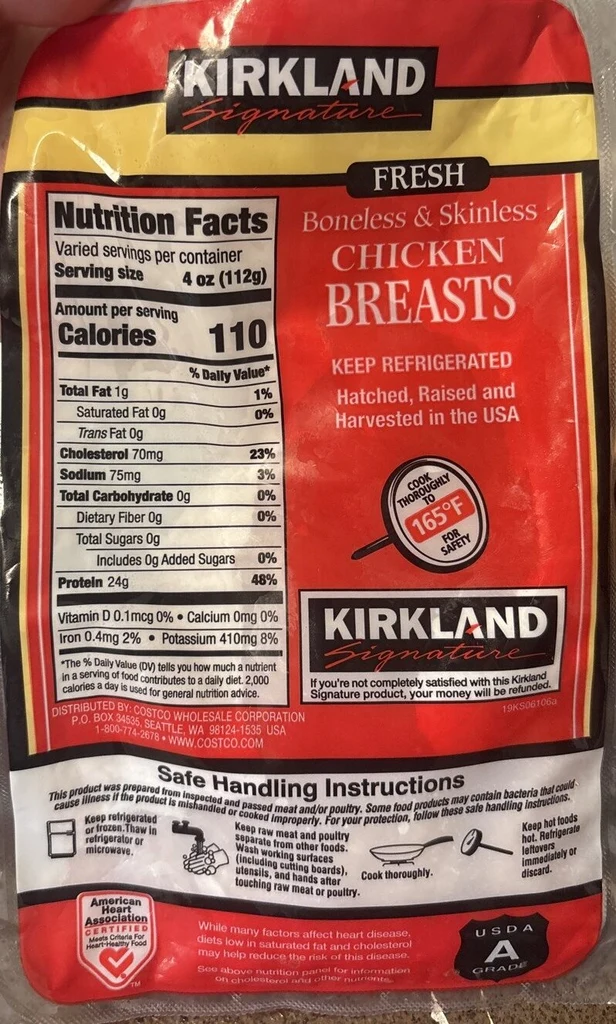 KIRKLAND
Signature
FRESH
Boneless & Skinless
CHICKEN
BREASTS
KEEP REFRIGERATED
Hatched, Raised and
Harvested in the USA
COOK
THOROUGHLY
TO
165°F
FOR
SAFETY
KIRKLAND
Signature
If you're not completely satisfied with this Kirkland
Signature product, your money will be refunded.
19KS06106a
Nutrition Facts
Varied servings per container
Serving size 4 oz (112g)
Amount per serving
Calories 110
% Daily Value*
Total Fat 1g 1%
Saturated Fat 0g 0%
Trans Fat 0g
Cholesterol 70mg 23%
Sodium 75mg 3%
Total Carbohydrate 0g 0%
Dietary Fiber 0g 0%
Total Sugars 0g
Includes 0g Added Sugars 0%
Protein 24g 48%
Vitamin D 0.1mcg 0% • Calcium 0mg 0%
Iron 0.4mg 2% • Potassium 410mg 8%
*The % Daily Value (DV) tells you how much a nutrient
in a serving of food contributes to a daily diet. 2,000
calories a day is used for general nutrition advice.
DISTRIBUTED BY: COSTCO WHOLESALE CORPORATION
P.O. BOX 34535, SEATTLE, WA 98124-1535 USA
1-800-774-2678 • WWW.COSTCO.COM
Safe Handling Instructions
This product was prepared from inspected and passed meat and/or poultry. Some food products may contain bacteria that could
cause illness if the product is mishandled or cooked improperly. For your protection, follow these safe handling instructions.
Keep refrigerated
or frozen. Thaw in
refrigerator or
microwave.
Keep raw meat and poultry
separate from other foods.
Wash working surfaces
(including cutting boards),
utensils, and hands after
touching raw meat or poultry.
Cook thoroughly.
Keep hot foods
hot. Refrigerate
leftovers
immediately or
discard.
American
Heart
Association
CERTIFIED
Meets Criteria For
Heart-Healthy Food
TM
While many factors affect heart disease,
diets low in saturated fat and cholesterol
may help reduce the risk of this disease.
See above nutrition panel for information
on cholesterol and other nutrients.
USDA
A
GRADE